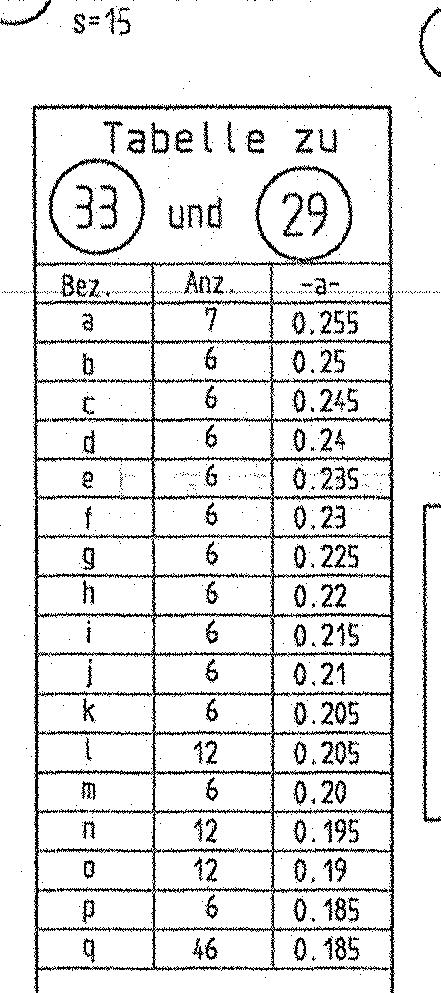 s=15
Tabelle zu
33 und 29
Bez. Anz. -a-
a 7 0.255
b 6 0.25
c 6 0.245
d 6 0.24
e 6 0.235
f 6 0.23
g 6 0.225
h 6 0.22
i 6 0.215
j 6 0.21
k 6 0.205
l 12 0.205
m 6 0.20
n 12 0.195
o 12 0.19
p 6 0.185
q 46 0.185